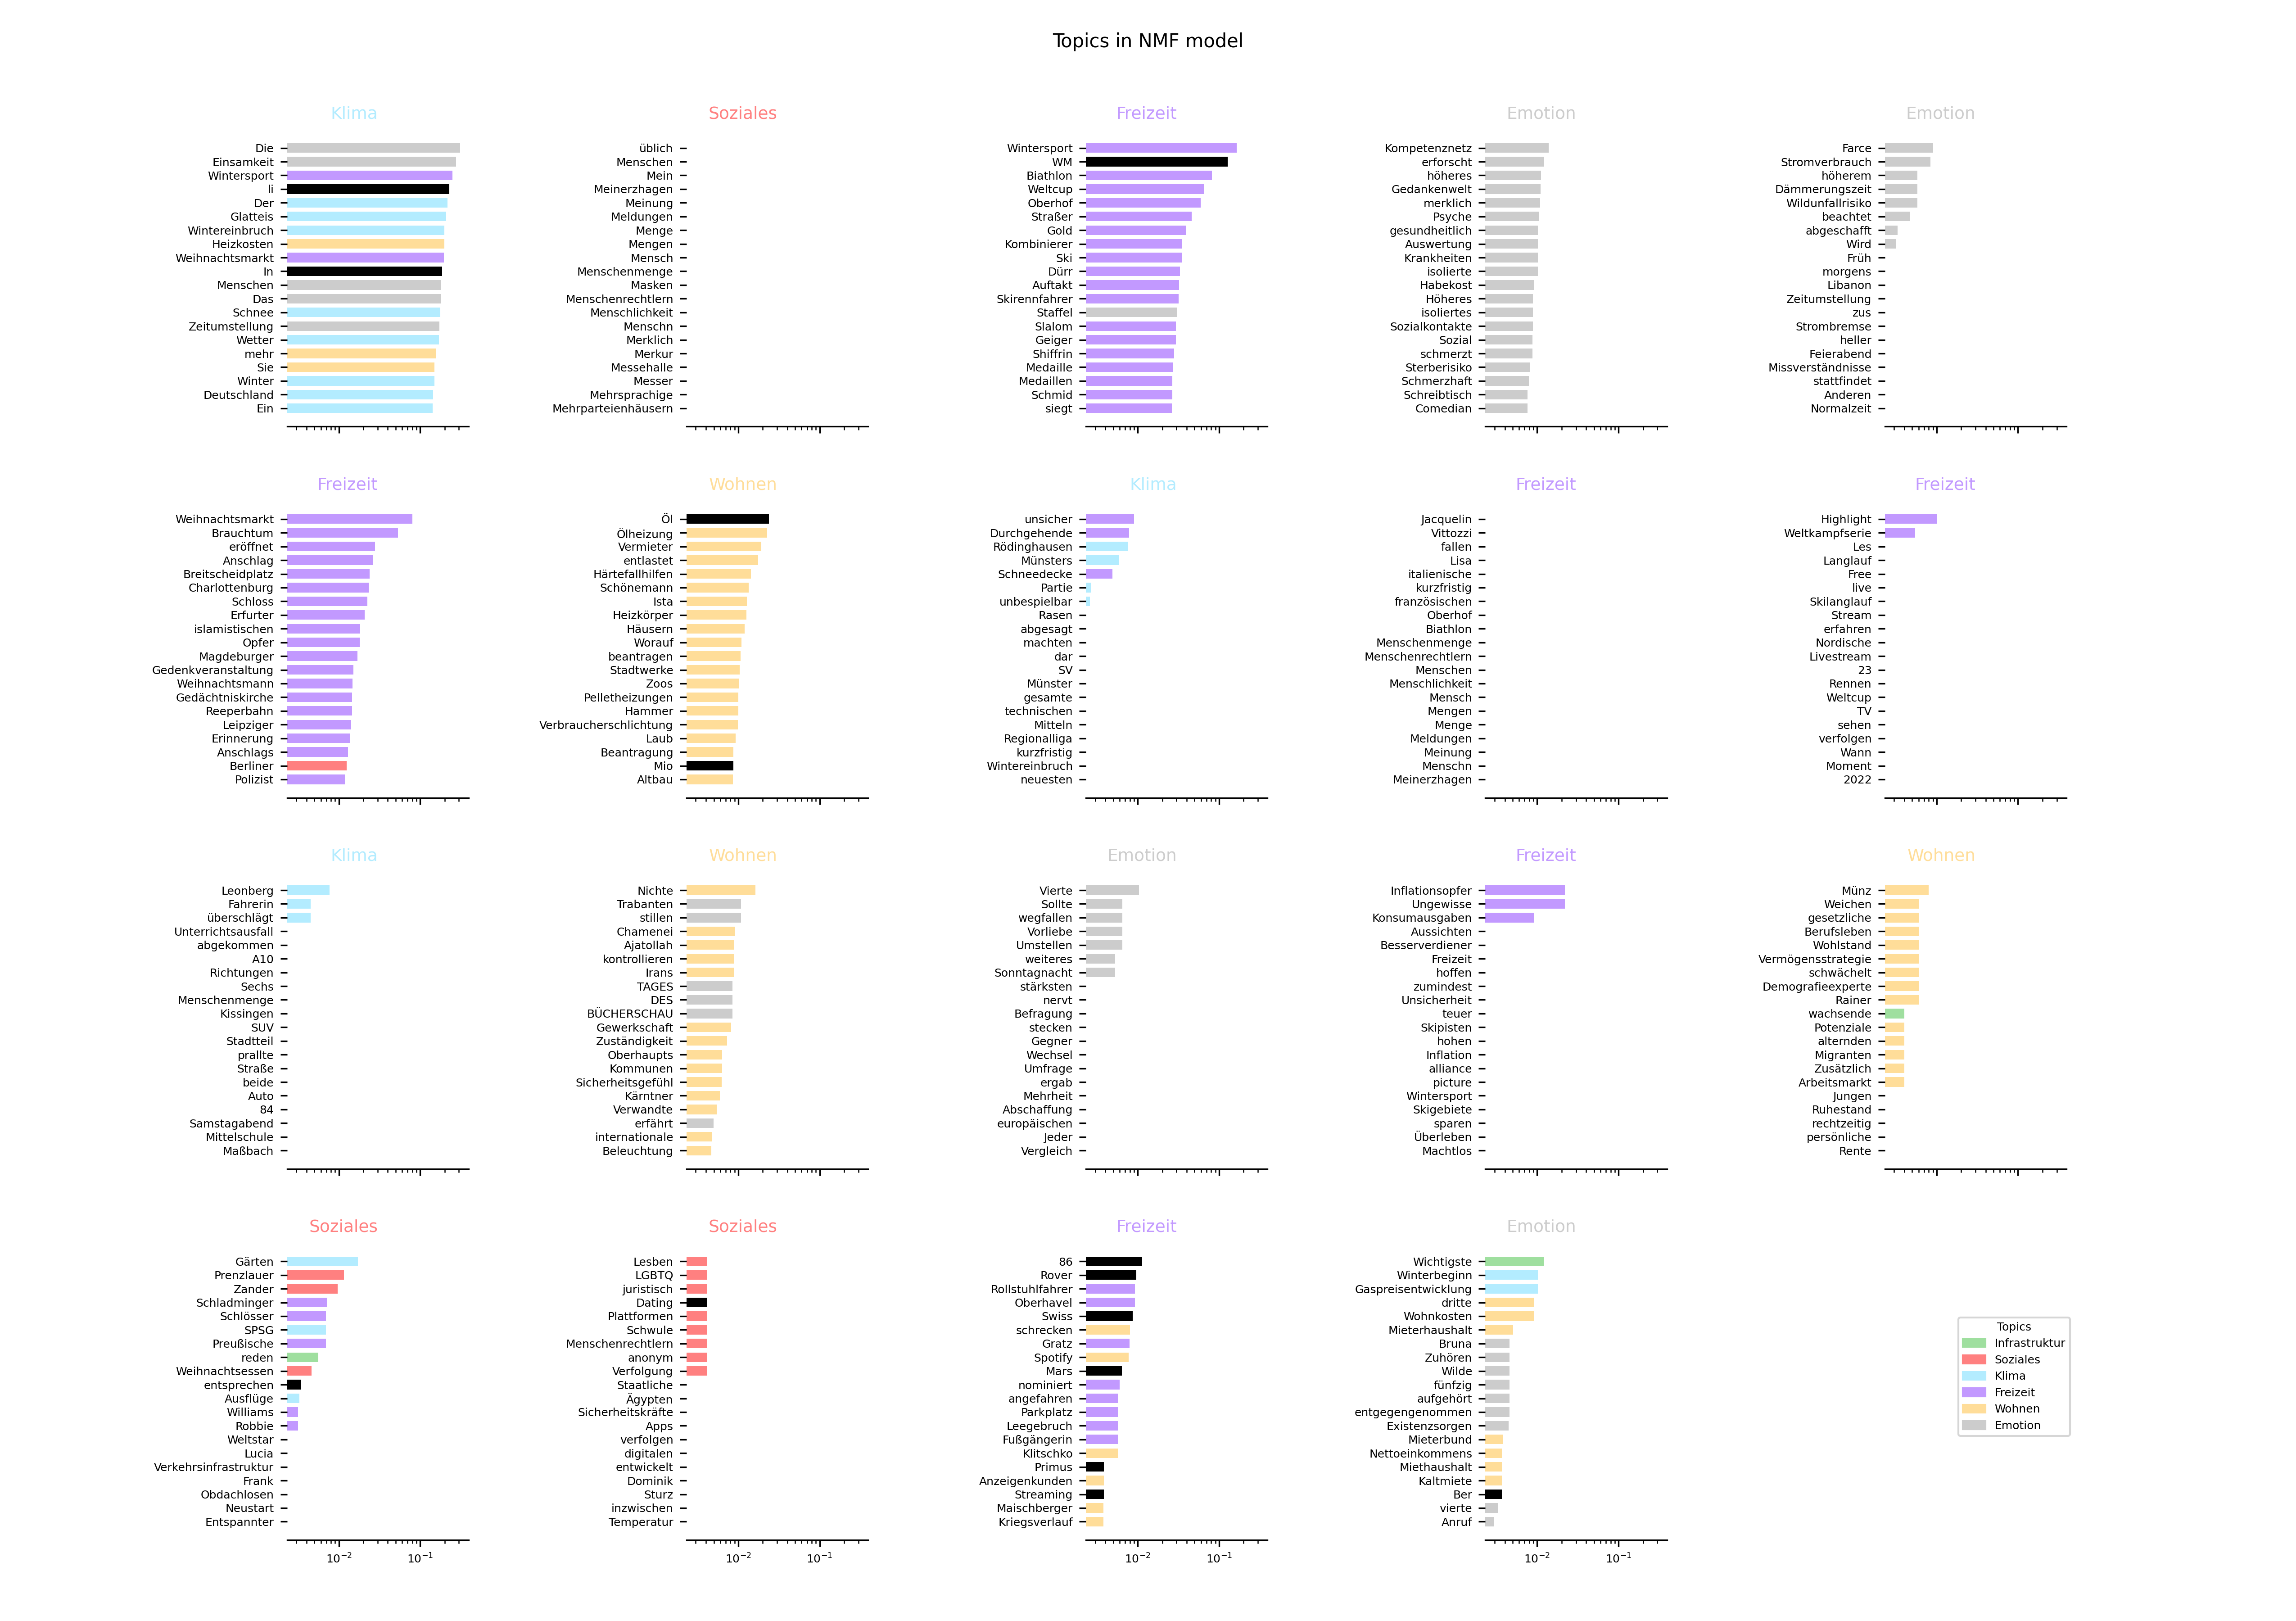 Topics in NMF model
Klima
Die
Einsamkeit
Wintersport
li
Der
Glatteis
Wintereinbruch
Heizkosten
Weihnachtsmarkt
In
Menschen
Das
Schnee
Zeitumstellung
Wetter
mehr
Sie
Winter
Deutschland
Ein
Soziales
üblich
Menschen
Mein
Meinerzhagen
Meinung
Meldungen
Menge
Mengen
Mensch
Menschenmenge
Masken
Menschenrechtlern
Menschlichkeit
Menschn
Merklich
Merkur
Messehalle
Messer
Mehrsprachige
Mehrparteienhäusern
Freizeit
Wintersport
WM
Biathlon
Weltcup
Oberhof
Straßer
Gold
Kombinierer
Ski
Dürr
Auftakt
Skirennfahrer
Staffel
Slalom
Geiger
Shiffrin
Medaille
Medaillen
Schmid
siegt
Emotion
Kompetenznetz
erforscht
höheres
Gedankenwelt
merklich
Psyche
gesundheitlich
Auswertung
Krankheiten
isolierte
Habekost
Höheres
isoliertes
Sozialkontakte
Sozial
schmerzt
Sterberisiko
Schmerzhaft
Schreibtisch
Comedian
Emotion
Farce
Stromverbrauch
höherem
Dämmerungszeit
Wildunfallrisiko
beachtet
abgeschafft
Wird
Früh
morgens
Libanon
Zeitumstellung
zus
Strombremse
heller
Feierabend
Missverständnisse
stattfindet
Anderen
Normalzeit
Freizeit
Weihnachtsmarkt
Brauchtum
eröffnet
Anschlag
Breitscheidplatz
Charlottenburg
Schloss
Erfurter
islamistischen
Opfer
Magdeburger
Gedenkveranstaltung
Weihnachtsmann
Gedächtniskirche
Reeperbahn
Leipziger
Erinnerung
Anschlags
Berliner
Polizist
Wohnen
Öl
Ölheizung
Vermieter
entlastet
Härtefallhilfen
Schönemann
Ista
Heizkörper
Häusern
Worauf
beantragen
Stadtwerke
Zoos
Pelletheizungen
Hammer
Verbraucherschlichtung
Laub
Beantragung
Mio
Altbau
Klima
unsicher
Durchgehende
Rödinghausen
Münsters
Schneedecke
Partie
unbespielbar
Rasen
abgesagt
machten
dar
SV
Münster
gesamte
technischen
Mitteln
Regionalliga
kurzfristig
Wintereinbruch
neuesten
Freizeit
Jacquelin
Vittozzi
fallen
Lisa
italienische
kurzfristig
französischen
Oberhof
Biathlon
Menschenmenge
Menschenrechtlern
Menschen
Menschlichkeit
Mensch
Mengen
Menge
Meldungen
Meinung
Menschn
Meinerzhagen
Freizeit
Highlight
Weltkampfserie
Les
Langlauf
Free
live
Skilanglauf
Stream
erfahren
Nordische
Livestream
23
Rennen
Weltcup
TV
sehen
verfolgen
Wann
Moment
2022
Klima
Leonberg
Fahrerin
überschlägt
Unterrichtsausfall
abgekommen
A10
Richtungen
Sechs
Menschenmenge
Kissingen
SUV
Stadtteil
prallte
Straße
beide
Auto
84
Samstagabend
Mittelschule
Maßbach
Wohnen
Nichte
Trabanten
stillen
Chamenei
Ajatollah
kontrollieren
Irans
TAGES
DES
BÜCHERSCHAU
Gewerkschaft
Zuständigkeit
Oberhaupts
Kommunen
Sicherheitsgefühl
Kärntner
Verwandte
erfährt
internationale
Beleuchtung
Emotion
Vierte
Sollte
wegfallen
Vorliebe
Umstellen
weiteres
Sonntagnacht
stärksten
nervt
Befragung
stecken
Gegner
Wechsel
Umfrage
ergab
Mehrheit
Abschaffung
europäischen
Jeder
Vergleich
Freizeit
Inflationsopfer
Ungewisse
Konsumausgaben
Aussichten
Besserverdiener
Freizeit
hoffen
zumindest
Unsicherheit
teuer
Skipisten
hohen
Inflation
alliance
picture
Wintersport
Skigebiete
sparen
Überleben
Machtlos
Wohnen
Münz
Weichen
gesetzliche
Berufsleben
Wohlstand
Vermögensstrategie
schwächelt
Demografieexperte
Rainer
wachsende
Potenziale
alternden
Migranten
Zusätzlich
Arbeitsmarkt
Jungen
Ruhestand
rechtzeitig
persönliche
Rente
Soziales
Gärten
Prenzlauer
Zander
Schladminger
Schlösser
SPSG
Preußische
reden
Weihnachtsessen
entsprechen
Ausflüge
Williams
Robbie
Weltstar
Lucia
Verkehrsinfrastruktur
Frank
Obdachlosen
Neustart
Entspannter
10⁻² 10⁻¹
Soziales
Lesben
LGBTQ
juristisch
Dating
Plattformen
Schwule
Menschenrechtlern
anonym
Verfolgung
Staatliche
Ägypten
Sicherheitskräfte
Apps
verfolgen
digitalen
entwickelt
Dominik
Sturz
inzwischen
Temperatur
10⁻² 10⁻¹
Freizeit
86
Rover
Rollstuhlfahrer
Oberhavel
Swiss
schrecken
Gratz
Spotify
Mars
nominiert
angefahren
Parkplatz
Leegebruch
Fußgängerin
Klitschko
Primus
Anzeigenkunden
Streaming
Maischberger
Kriegsverlauf
10⁻² 10⁻¹
Emotion
Wichtigste
Winterbeginn
Gaspreisentwicklung
dritte
Wohnkosten
Mieterhaushalt
Bruna
Zuhören
Wilde
fünfzig
aufgehört
entgegengenommen
Existenzsorgen
Mieterbund
Nettoeinkommens
Miethaushalt
Kaltmiete
Ber
vierte
Anruf
10⁻² 10⁻¹
Topics
Infrastruktur
Soziales
Klima
Freizeit
Wohnen
Emotion